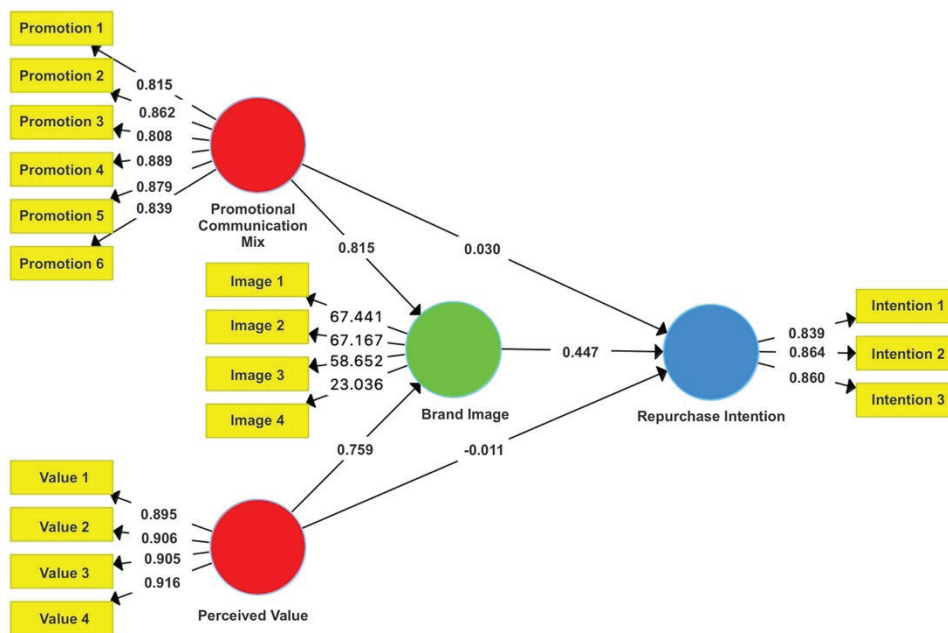 Promotion 1
Promotion 2
Promotion 3
Promotion 4
Promotion 5
Promotion 6
0.815
0.862
0.808
0.889
0.879
0.839
Promotional
Communication
Mix
0.815
0.030
Image 1
Image 2
Image 3
Image 4
67.441
67.167
58.652
23.036
Brand Image
0.447
Repurchase Intention
0.839
0.864
0.860
Intention 1
Intention 2
Intention 3
0.759
-0.011
Value 1
Value 2
Value 3
Value 4
0.895
0.906
0.905
0.916
Perceived Value